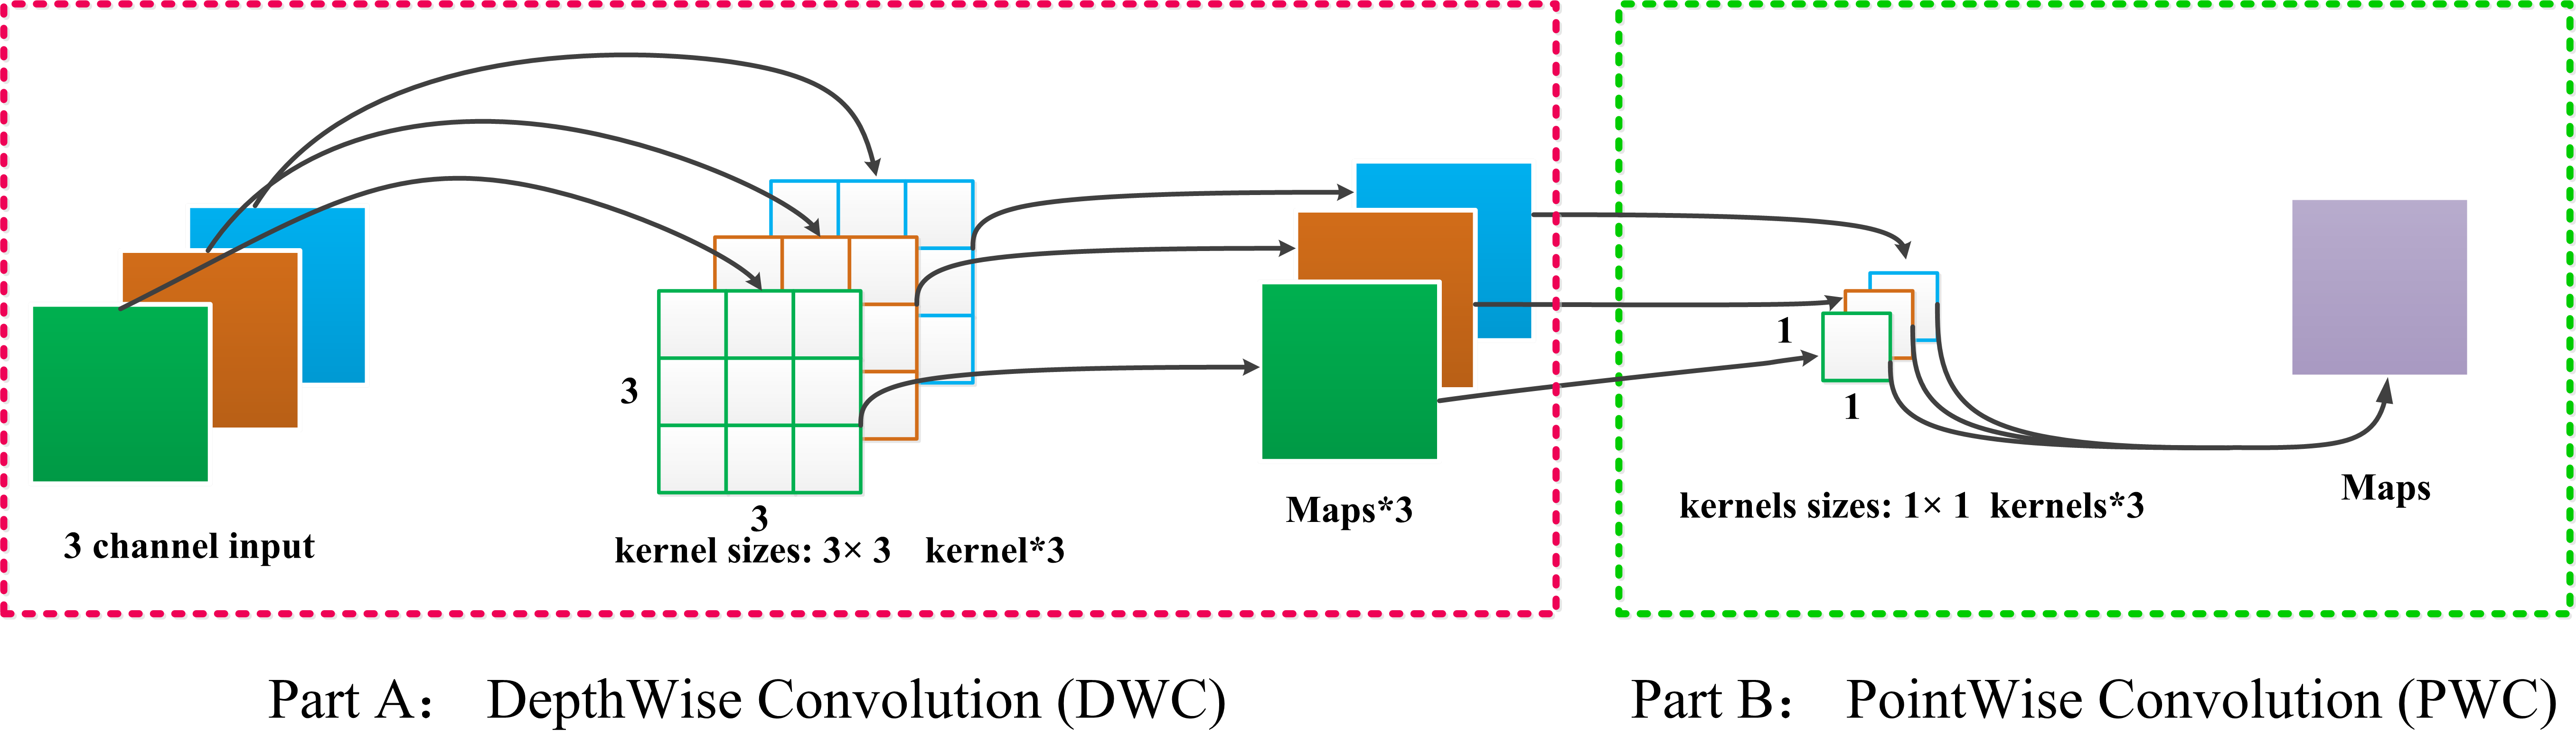 3
3
3 channel input
kernel sizes: 3× 3 kernel*3
Maps*3
1
1
kernels sizes: 1× 1 kernels*3
Maps
Part A： DepthWise Convolution (DWC)
Part B： PointWise Convolution (PWC)